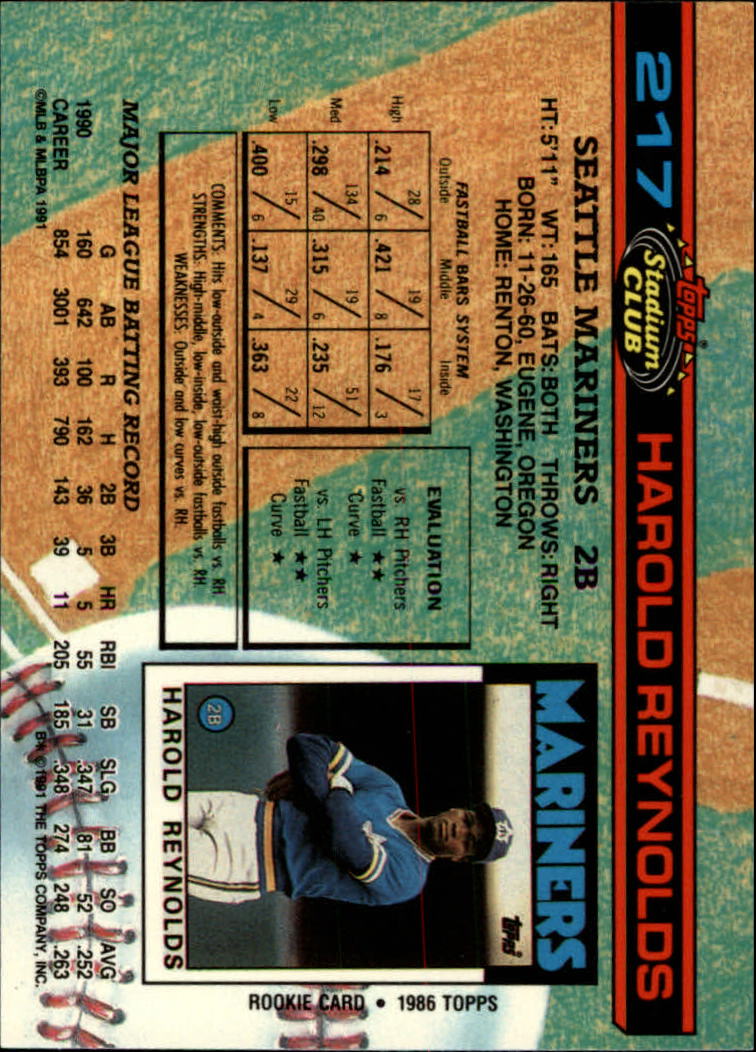 217
topps®
Stadium
CLUB
HAROLD REYNOLDS
SEATTLE MARINERS 2B
HT: 5'11" WT: 165 BATS: BOTH THROWS: RIGHT
BORN: 11-26-60, EUGENE, OREGON
HOME: RENTON, WASHINGTON
FASTBALL BARS SYSTEM
Outside Middle Inside
High .214 28/6 .421 19/8 .176 17/3
Med. .298 134/40 .315 19/6 .235 51/12
Low .400 15/6 .137 29/4 .363 22/8
EVALUATION
vs. RH Pitchers
Fastball ★★
Curve ★
vs. LH Pitchers
Fastball ★★
Curve ★
COMMENTS: Hits low-outside and waist-high outside fastballs vs. RH.
STRENGTHS: High-middle, low-inside, low-outside fastballs vs. RH.
WEAKNESSES: Outside and low curves vs. RH.
MARINERS
topps®
2B
HAROLD REYNOLDS
ROOKIE CARD • 1986 TOPPS
MAJOR LEAGUE BATTING RECORD
G AB R H 2B 3B HR RBI SB SLG BB SO AVG
1990 160 642 100 162 36 5 5 55 31 .347 81 52 .252
CAREER 854 3001 393 790 143 39 11 205 185 .348 274 248 .263
©MLB & MLBPA 1991
B* ©1991 THE TOPPS COMPANY, INC.